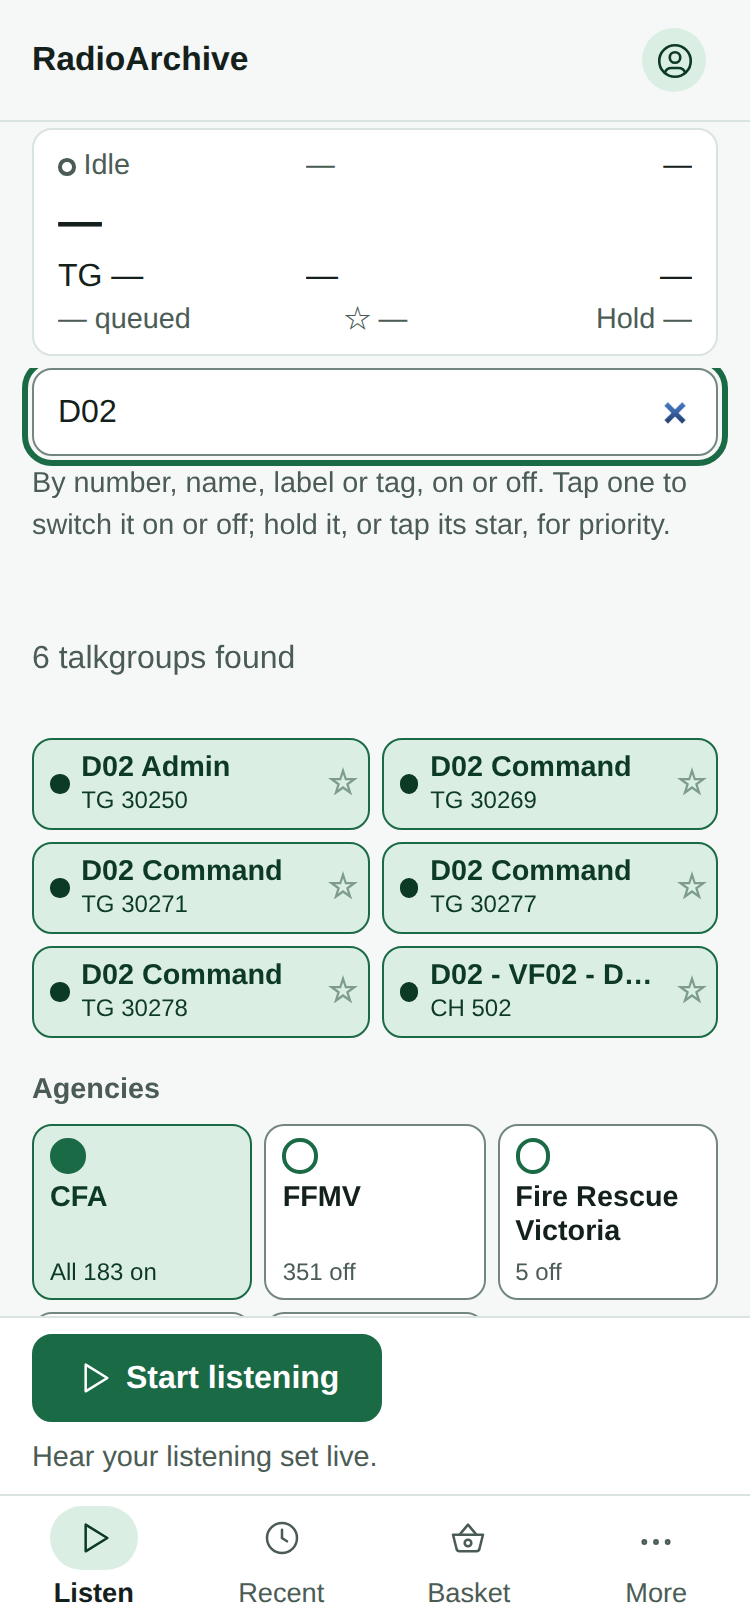 RadioArchive
Idle — —
—
TG — — —
— queued ☆ — Hold —
D02
By number, name, label or tag, on or off. Tap one to
switch it on or off; hold it, or tap its star, for priority.
6 talkgroups found
D02 Admin
TG 30250
D02 Command
TG 30269
D02 Command
TG 30271
D02 Command
TG 30277
D02 Command
TG 30278
D02 - VF02 - D...
CH 502
Agencies
CFA
All 183 on
FFMV
351 off
Fire Rescue
Victoria
5 off
Start listening
Hear your listening set live.
Listen
Recent
Basket
More